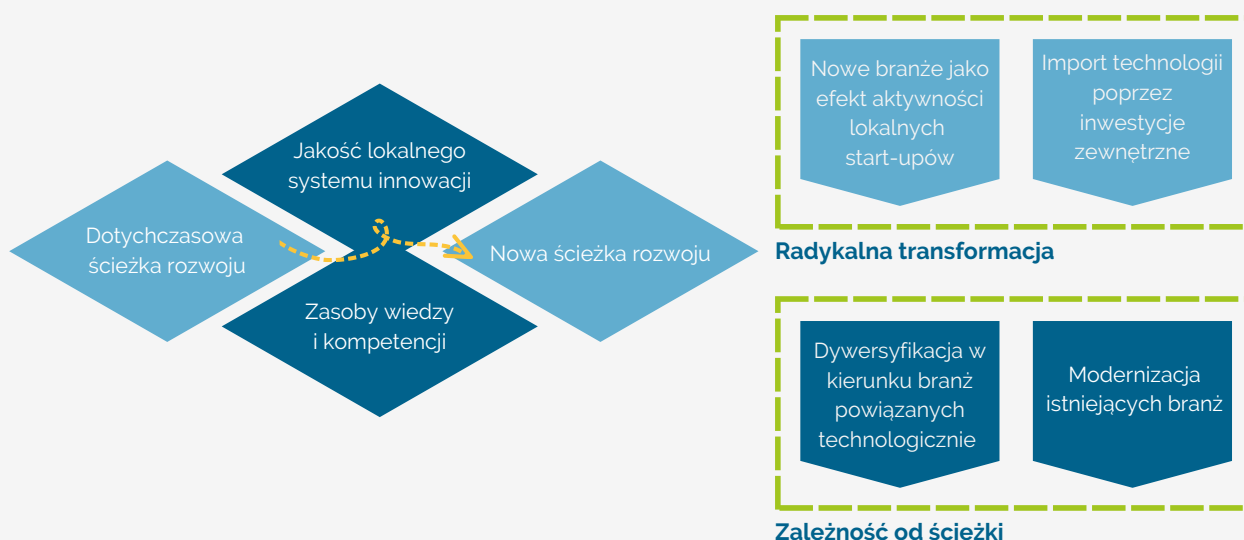 Jakość lokalnego
systemu innowacji
Dotychczasowa
ścieżka rozwoju
Nowa ścieżka rozwoju
Zasoby wiedzy
i kompetencji
Nowe branże jako
efekt aktywności
lokalnych
start-upów
Import technologii
poprzez
inwestycje
zewnętrzne
Radykalna transformacja
Dywersyfikacja w
kierunku branż
powiązanych
technologicznie
Modernizacja
istniejących branż
Zależność od ścieżki